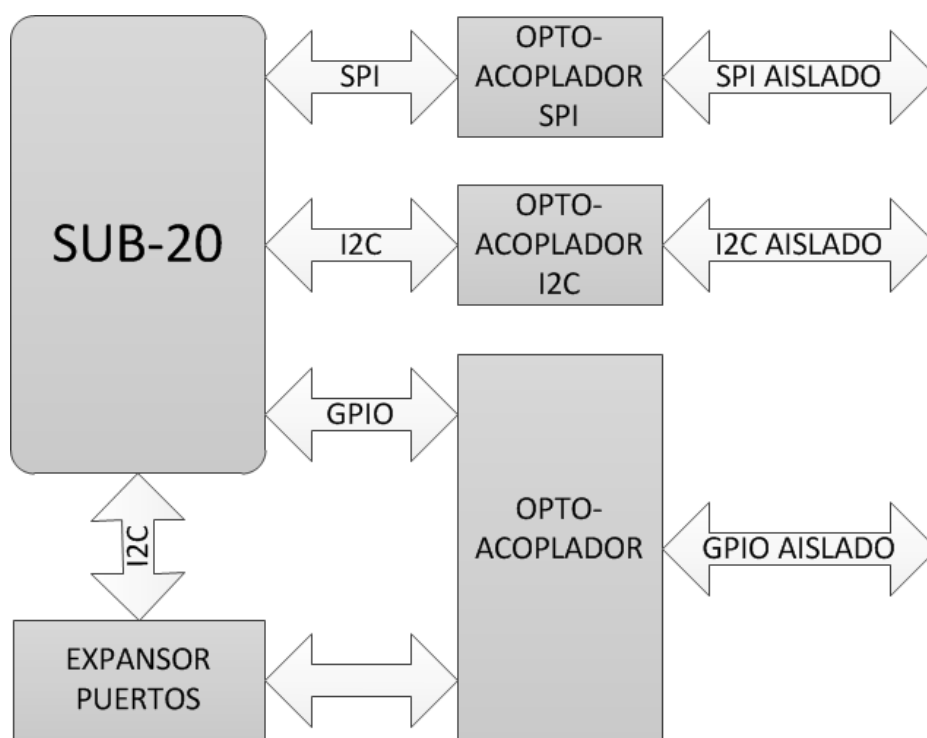 OPTO-
ACOPLADOR
SPI
SPI
SPI AISLADO
SUB-20
I2C
OPTO-
ACOPLADOR
I2C
I2C AISLADO
GPIO
OPTO-
ACOPLADOR
GPIO AISLADO
I2C
EXPANSOR
PUERTOS